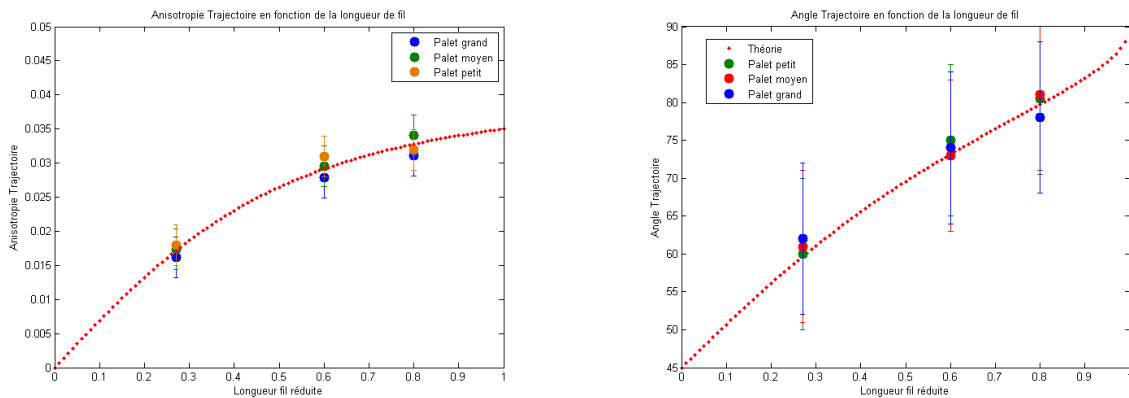 Anisotropie Trajectoire en fonction de la longueur de fil
0.05
0.045
0.04
0.035
0.03
0.025
0.02
0.015
0.01
0.005
0
Anisotropie Trajectoire
Palet grand
Palet moyen
Palet petit
0 0.1 0.2 0.3 0.4 0.5 0.6 0.7 0.8 0.9 1
Longueur fil réduite
Angle Trajectoire en fonction de la longueur de fil
90
85
80
75
70
65
60
55
50
45
Angle Trajectoire
Théorie
Palet petit
Palet moyen
Palet grand
0 0.1 0.2 0.3 0.4 0.5 0.6 0.7 0.8 0.9 1
Longueur fil réduite